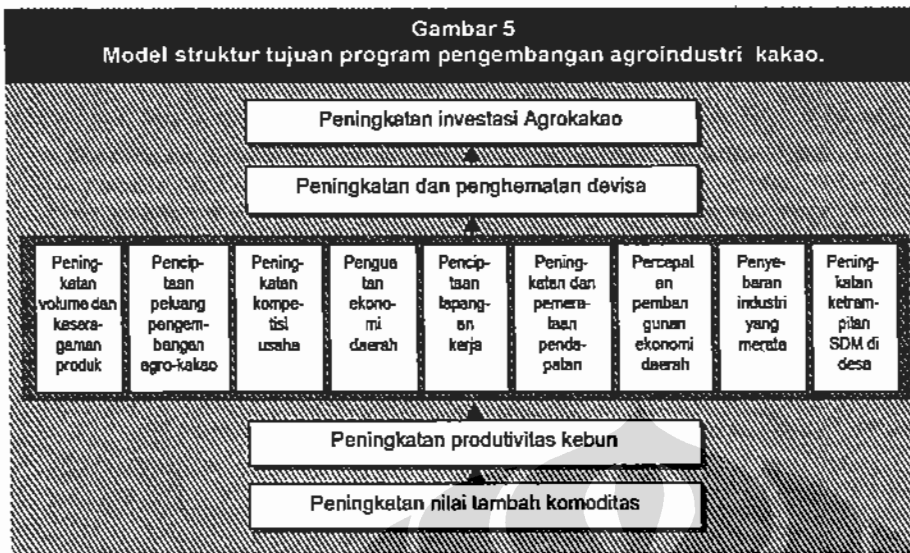 Gambar 5
Model struktur tujuan program pengembangan agroindustri kakao.
Peningkatan investasi Agrokakao
Peningkatan dan penghematan devisa
Pening-
katan
volume dan
kesera-
gaman
produk
Pencip-
taan
peluang
pengem-
bangan
agro-kakao
Pening-
katan
kompe-
tisi
usaha
Pengua
tan
ekono-
mi
daerah
Pencip-
taan
lapang-
an
kerja
Pening-
katan dan
pemera-
taan
penda-
patan
Percepat
an
pemban
gunan
ekonomi
daerah
Penye-
baran
industri
yang
merata
Pening-
katan
ketram-
pilan
SDM di
desa
Peningkatan produtivitas kebun
Peningkatan nilai tambah komoditas